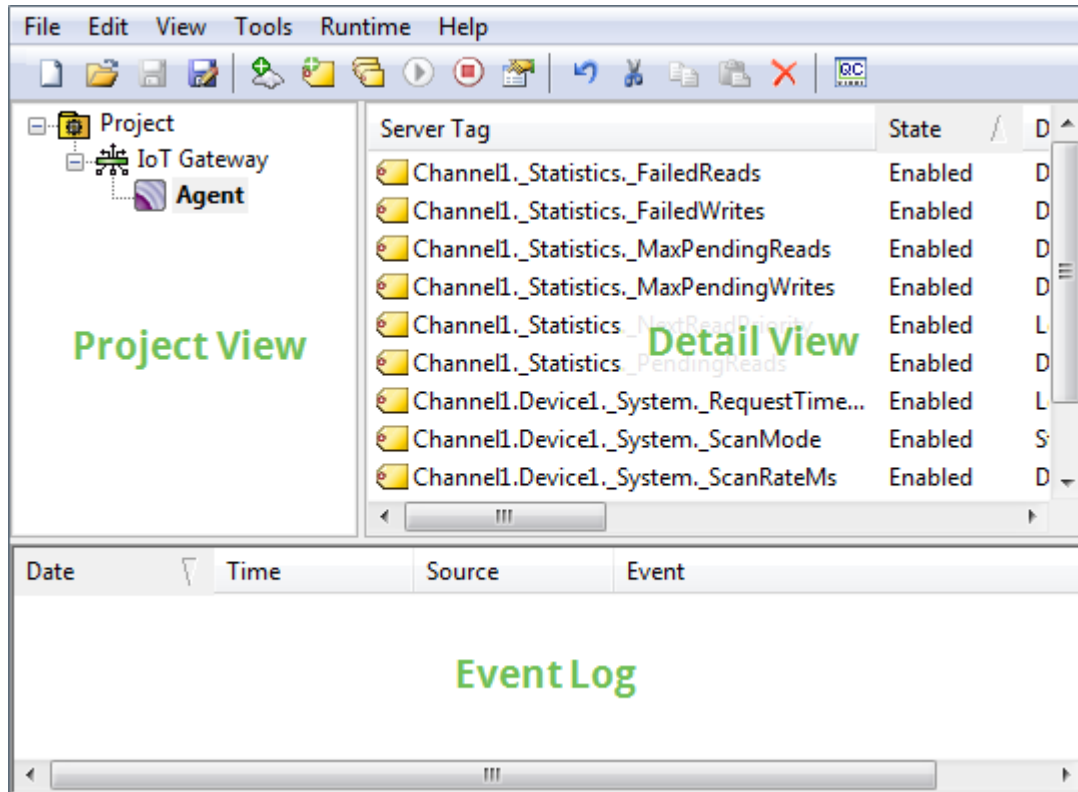 File Edit View Tools Runtime Help
QC
Project
IoT Gateway
Agent
Project View
Server Tag State D
Channel1._Statistics._FailedReads Enabled D
Channel1._Statistics._FailedWrites Enabled D
Channel1._Statistics._MaxPendingReads Enabled D
Channel1._Statistics._MaxPendingWrites Enabled D
Channel1._Statistics._NextReadPriority Enabled L
Channel1._Statistics._PendingReads Enabled D
Channel1.Device1._System._RequestTime... Enabled L
Channel1.Device1._System._ScanMode Enabled S
Channel1.Device1._System._ScanRateMs Enabled D
Detail View
Date Time Source Event
Event Log